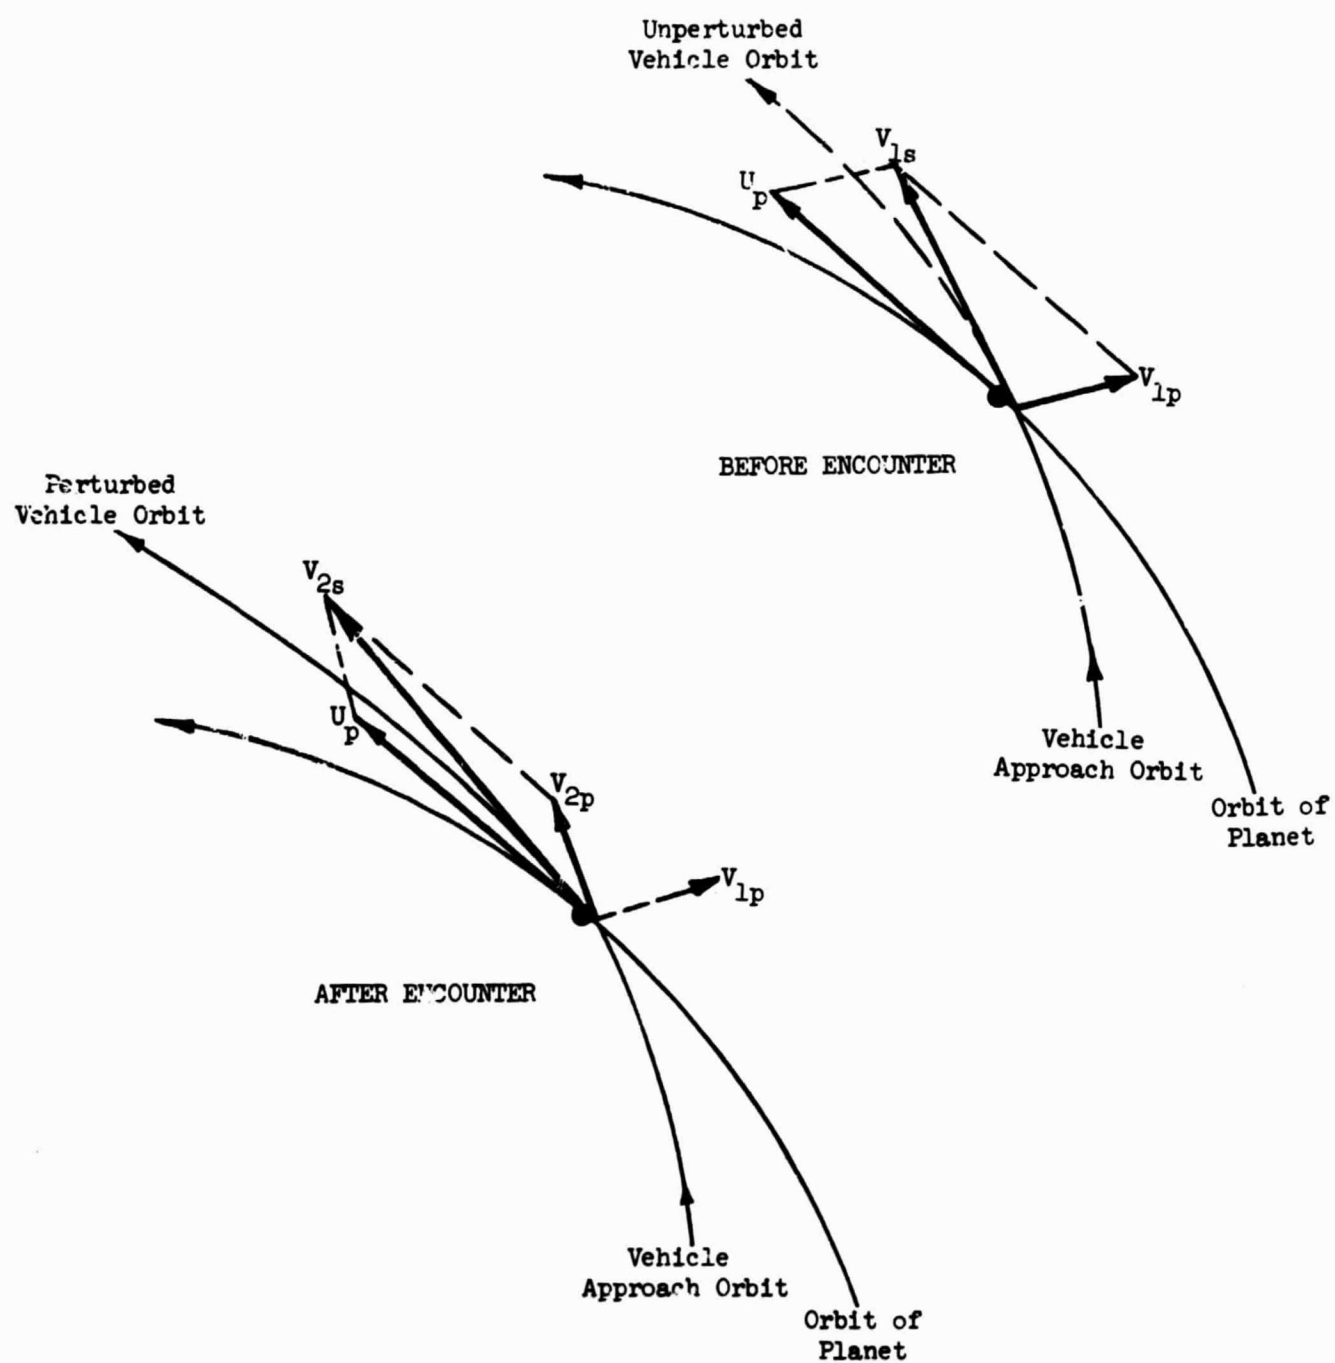 Unperturbed
Vehicle Orbit
V1s
Up
V1p
BEFORE ENCOUNTER
Perturbed
Vehicle Orbit
V2s
Up
V2p
Vehicle
Approach Orbit
Orbit of
Planet
V1p
AFTER ENCOUNTER
Vehicle
Approach Orbit
Orbit of
Planet